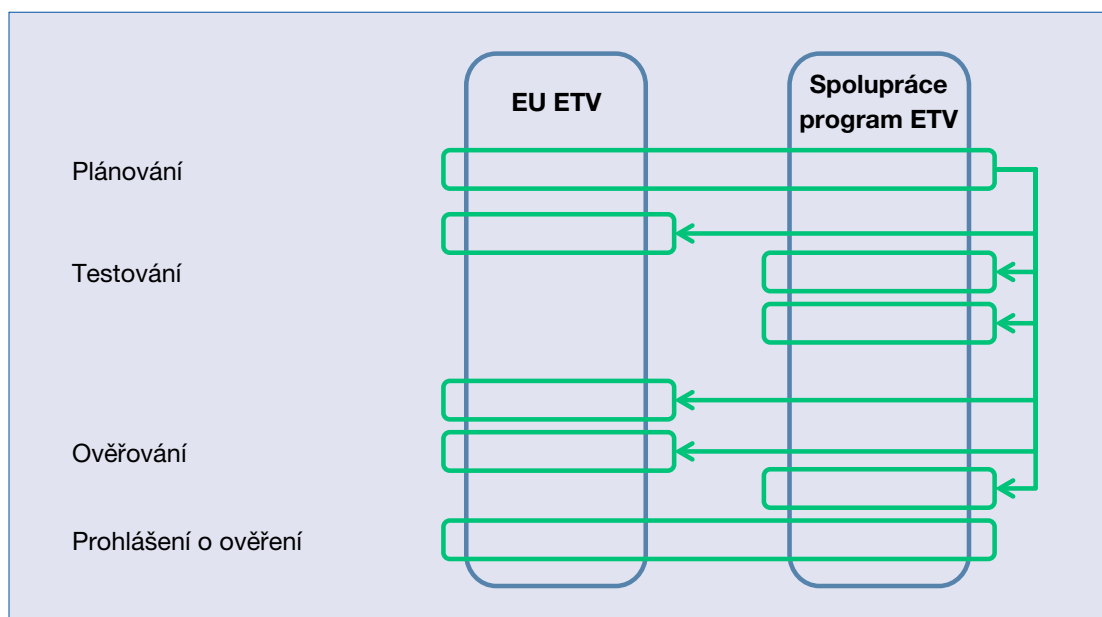 EU ETV
Spolupráce
program ETV
Plánování
Testování
Ověřování
Prohlášení o ověření